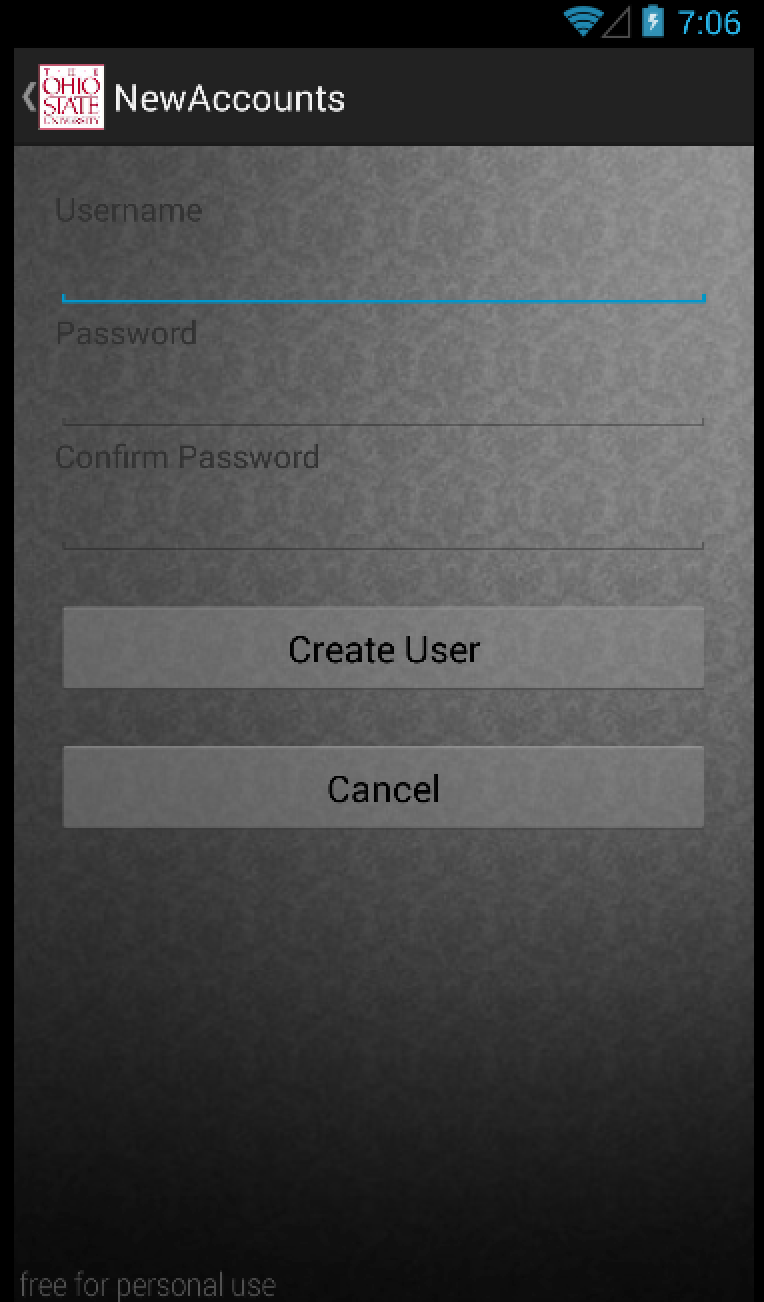 7:06
THE
OHIO
STATE
UNIVERSITY
NewAccounts
Username
Password
Confirm Password
Create User
Cancel
free for personal use